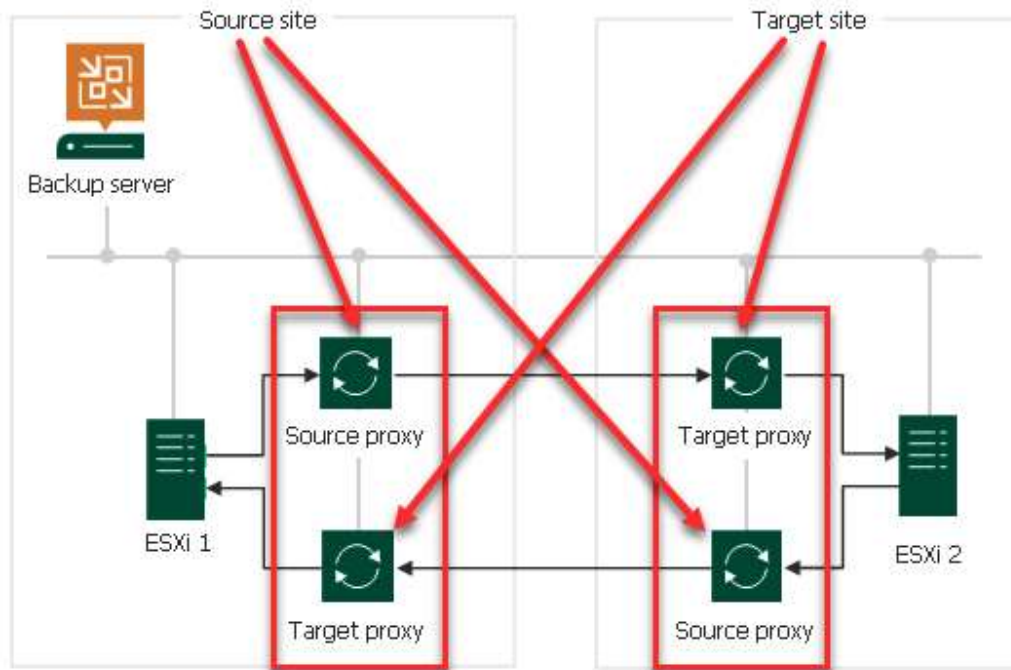 Source site
Target site
Backup server
Source proxy
Target proxy
ESXi 1
ESXi 2
Target proxy
Source proxy